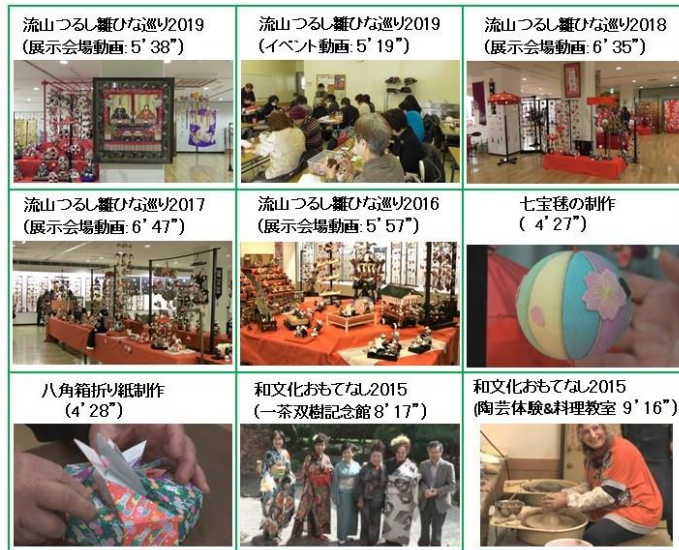 流山つるし雛ひな巡り2019
(展示会場動画:5'38”)
流山つるし雛ひな巡り2019
(イベント動画:5'19”)
流山つるし雛ひな巡り2018
(展示会場動画:6'35”)
流山つるし雛ひな巡り2017
(展示会場動画:6'47”)
流山つるし雛ひな巡り2016
(展示会場動画:5'57”)
七宝毬の制作
( 4'27”)
八角箱折り紙制作
(4'28”)
和文化おもてなし2015
(一茶双樹記念館 8'17”)
和文化おもてなし2015
(陶芸体験&料理教室 9'16”)